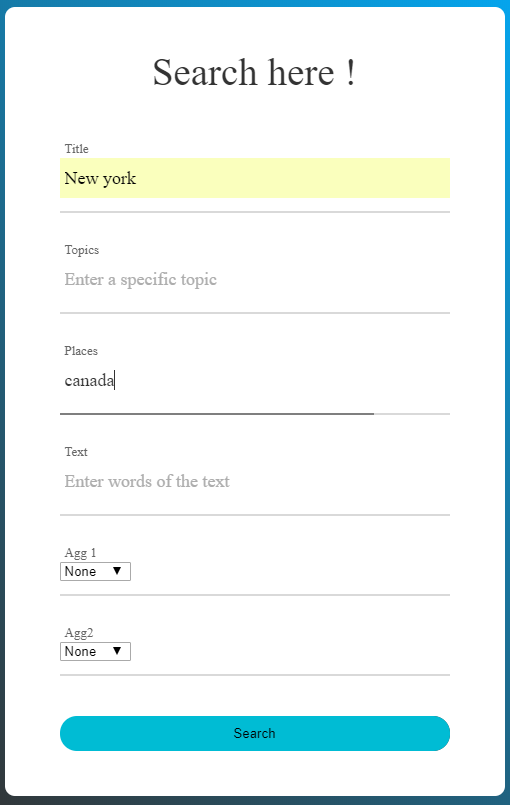 Search here !
Title
New york
Topics
Enter a specific topic
Places
canada
Text
Enter words of the text
Agg 1
None
Agg2
None
Search